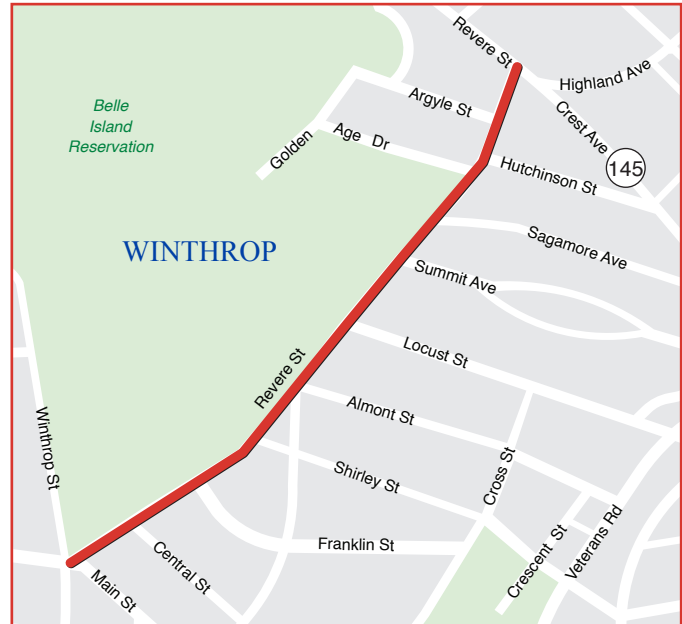 Revere St
Highland Ave
Belle
Island
Reservation
Argyle St
Crest Ave
Golden
Age Dr
145
Hutchinson St
WINTHROP
Sagamore Ave
Summit Ave
Locust St
Revere St
Almont St
Winthrop St
Shirley St
Cross St
Crescent St
Veterans Rd
Central St
Franklin St
Main St